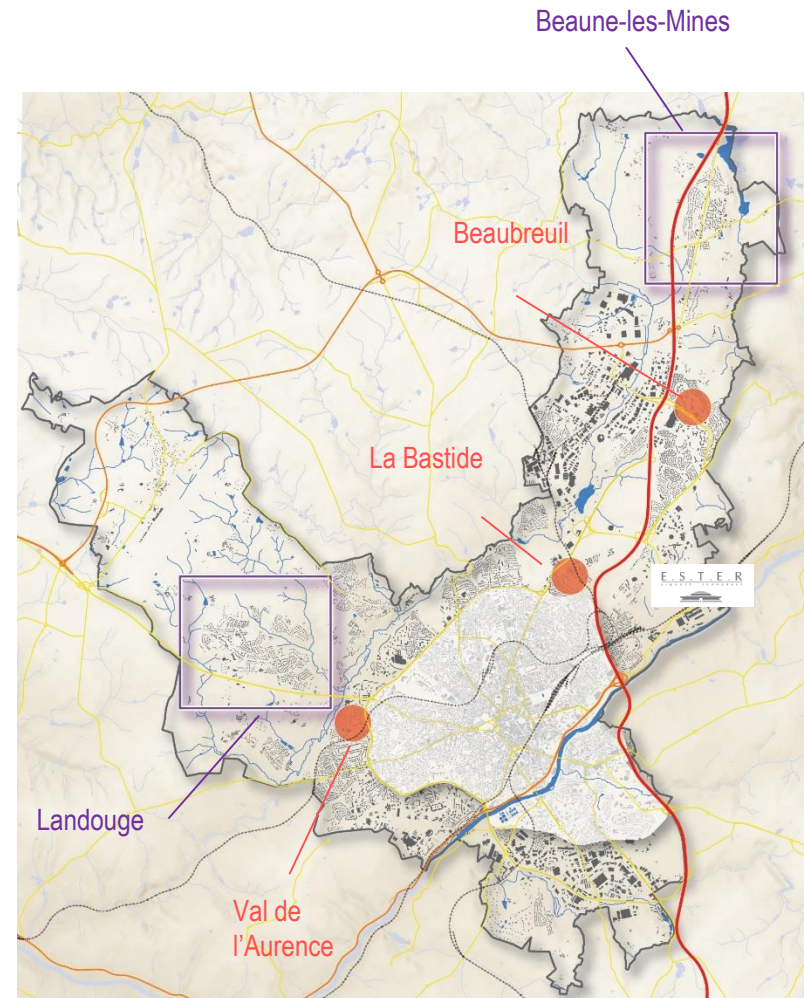 Beaune-les-Mines
Beaubreuil
La Bastide
E.S.T.E.R
Landouge
Val de
l'Aurence